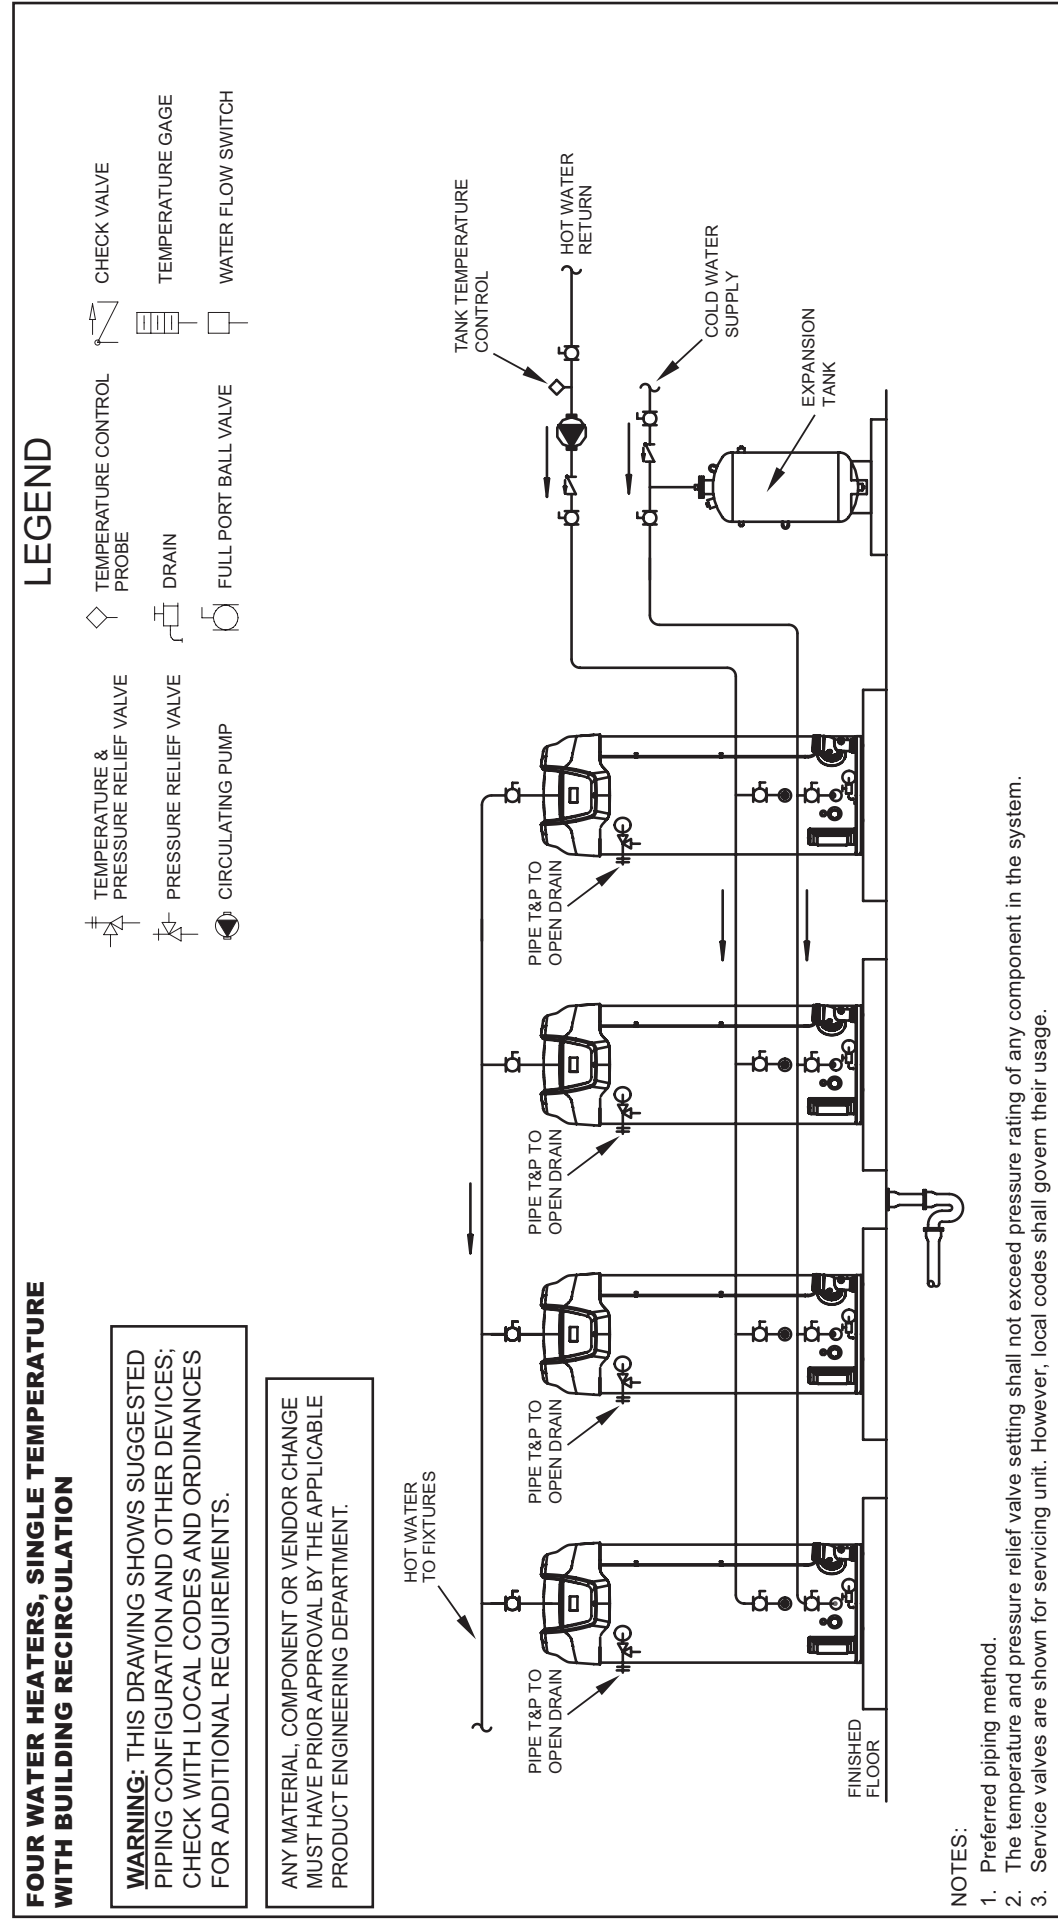 FOUR WATER HEATERS, SINGLE TEMPERATURE
WITH BUILDING RECIRCULATION
WARNING: THIS DRAWING SHOWS SUGGESTED
PIPING CONFIGURATION AND OTHER DEVICES;
CHECK WITH LOCAL CODES AND ORDINANCES
FOR ADDITIONAL REQUIREMENTS.
ANY MATERIAL, COMPONENT OR VENDOR CHANGE
MUST HAVE PRIOR APPROVAL BY THE APPLICABLE
PRODUCT ENGINEERING DEPARTMENT.
LEGEND
TEMPERATURE &
PRESSURE RELIEF VALVE
PRESSURE RELIEF VALVE
CIRCULATING PUMP
TEMPERATURE CONTROL
PROBE
DRAIN
FULL PORT BALL VALVE
CHECK VALVE
TEMPERATURE GAGE
WATER FLOW SWITCH
HOT WATER
TO FIXTURES
TANK TEMPERATURE
CONTROL
HOT WATER
RETURN
COLD WATER
SUPPLY
EXPANSION
TANK
PIPE T&P TO
OPEN DRAIN
PIPE T&P TO
OPEN DRAIN
PIPE T&P TO
OPEN DRAIN
PIPE T&P TO
OPEN DRAIN
FINISHED
FLOOR
NOTES:
1. Preferred piping method.
2. The temperature and pressure relief valve setting shall not exceed pressure rating of any component in the system.
3. Service valves are shown for servicing unit. However, local codes shall govern their usage.